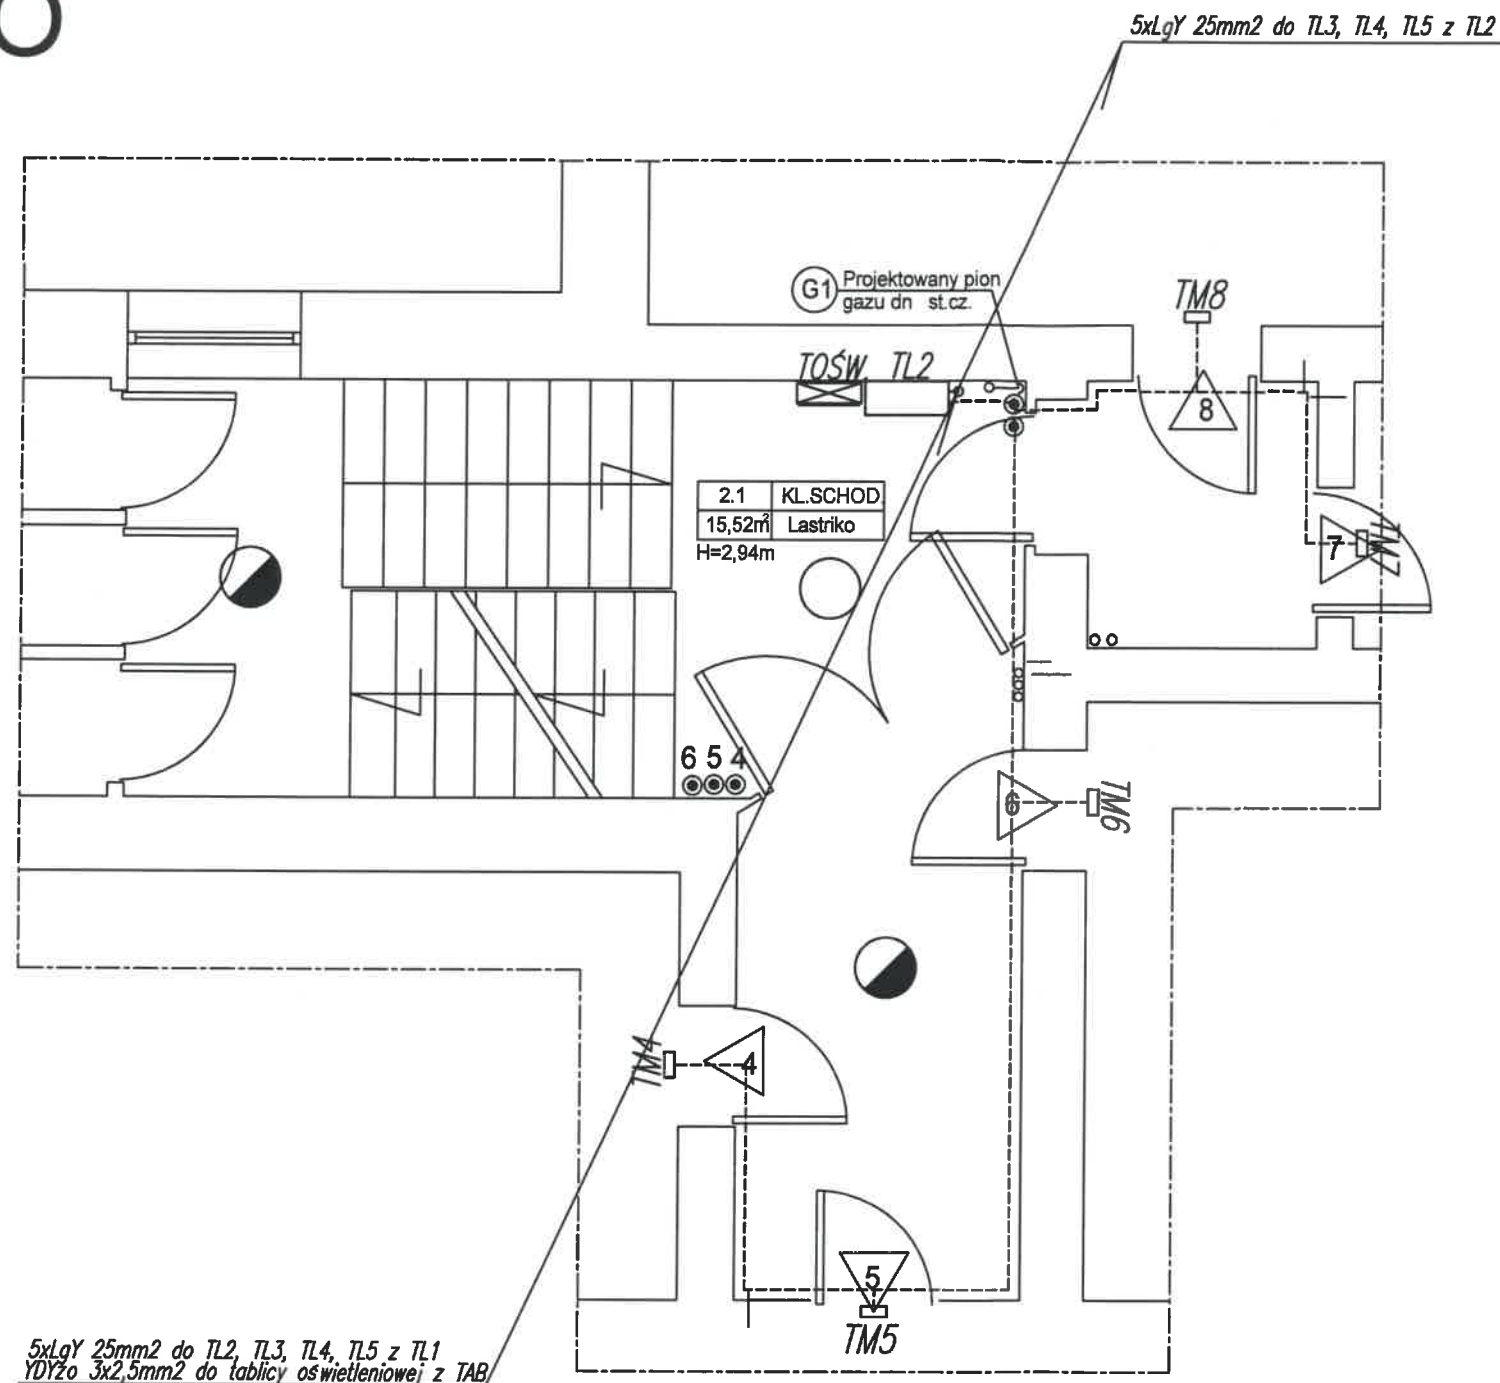 5xLgY 25mm2 do TL3, TL4, TL5 z TL2
G1 Projektowany pion
gazu dn st.cz.
TM8
TOŚW TL2
8
2.1 KL.SCHOD.
15,52m² Lastriko
H=2,94m
7
6 5 4
6
TM6
4
TM4
5
TM5
5xLgY 25mm2 do TL2, TL3, TL4, TL5 z TL1
YDYżo 3x2,5mm2 do tablicy oświetleniowej z TAB